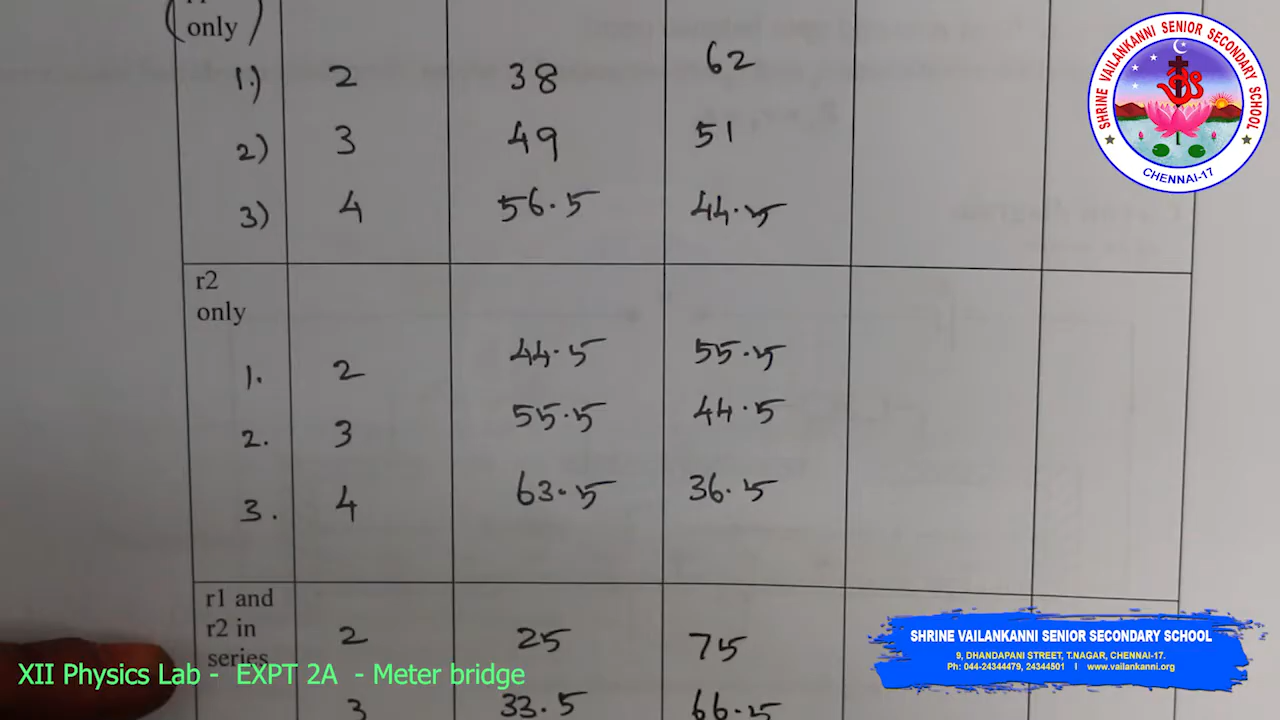 only
1.) 2 38 62
2) 3 49 51
3) 4 56.5 44.5
r2
only
1. 2 44.5 55.5
2. 3 55.5 44.5
3. 4 63.5 36.5
r1 and
r2 in
series
2 25 75
3 33.5 66.5
SHRINE VAILANKANNI SENIOR SECONDARY SCHOOL
CHENNAI-17
SHRINE VAILANKANNI SENIOR SECONDARY SCHOOL
9, DHANDAPANI STREET, T.NAGAR, CHENNAI-17.
Ph: 044-24344479, 24344501 I www.vailankanni.org
XII Physics Lab - EXPT 2A - Meter bridge